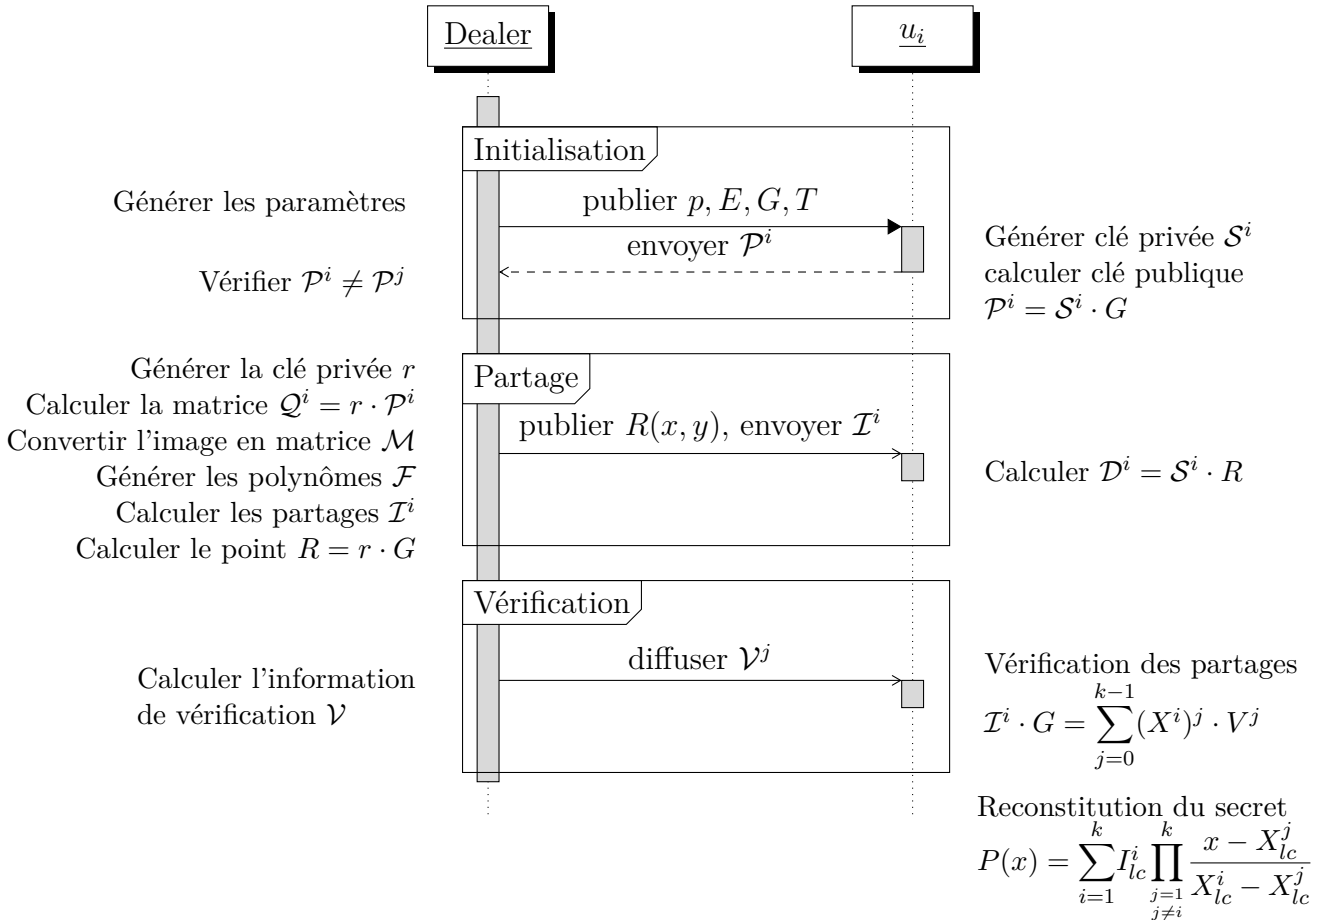 Dealer
u_i
Initialisation
Générer les paramètres
publier p, E, G, T
envoyer 𝒫^i
Vérifier 𝒫^i ≠ 𝒫^j
Générer clé privée 𝒮^i
calculer clé publique
𝒫^i = 𝒮^i · G
Partage
Générer la clé privée r
Calculer la matrice 𝒬^i = r · 𝒫^i
Convertir l'image en matrice ℳ
Générer les polynômes ℱ
Calculer les partages ℐ^i
Calculer le point R = r · G
publier R(x, y), envoyer ℐ^i
Calculer 𝒟^i = 𝒮^i · R
Vérification
Calculer l'information
de vérification 𝒱
diffuser 𝒱^j
Vérification des partages
ℐ^i · G = ∑_{j=0}^{k−1} (X^i)^j · V^j
Reconstitution du secret
P(x) = ∑_{i=1}^{k} I_{lc}^i ∏_{j=1, j≠i}^{k} (x − X_{lc}^j) / (X_{lc}^i − X_{lc}^j)